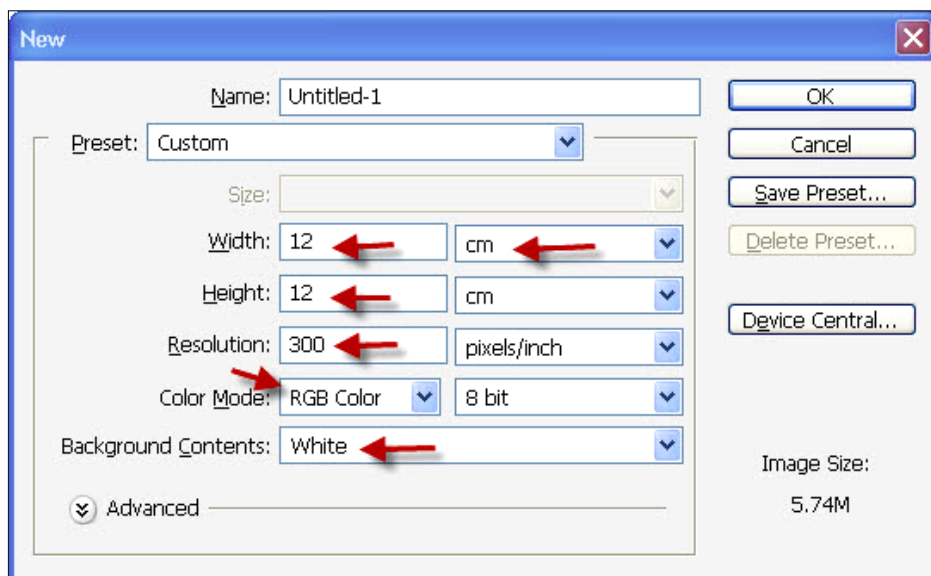 New
Name: Untitled-1
OK
Preset: Custom
Cancel
Size:
Save Preset...
Width: 12 cm
Delete Preset...
Height: 12 cm
Device Central...
Resolution: 300 pixels/inch
Color Mode: RGB Color 8 bit
Background Contents: White
Image Size:
5.74M
Advanced